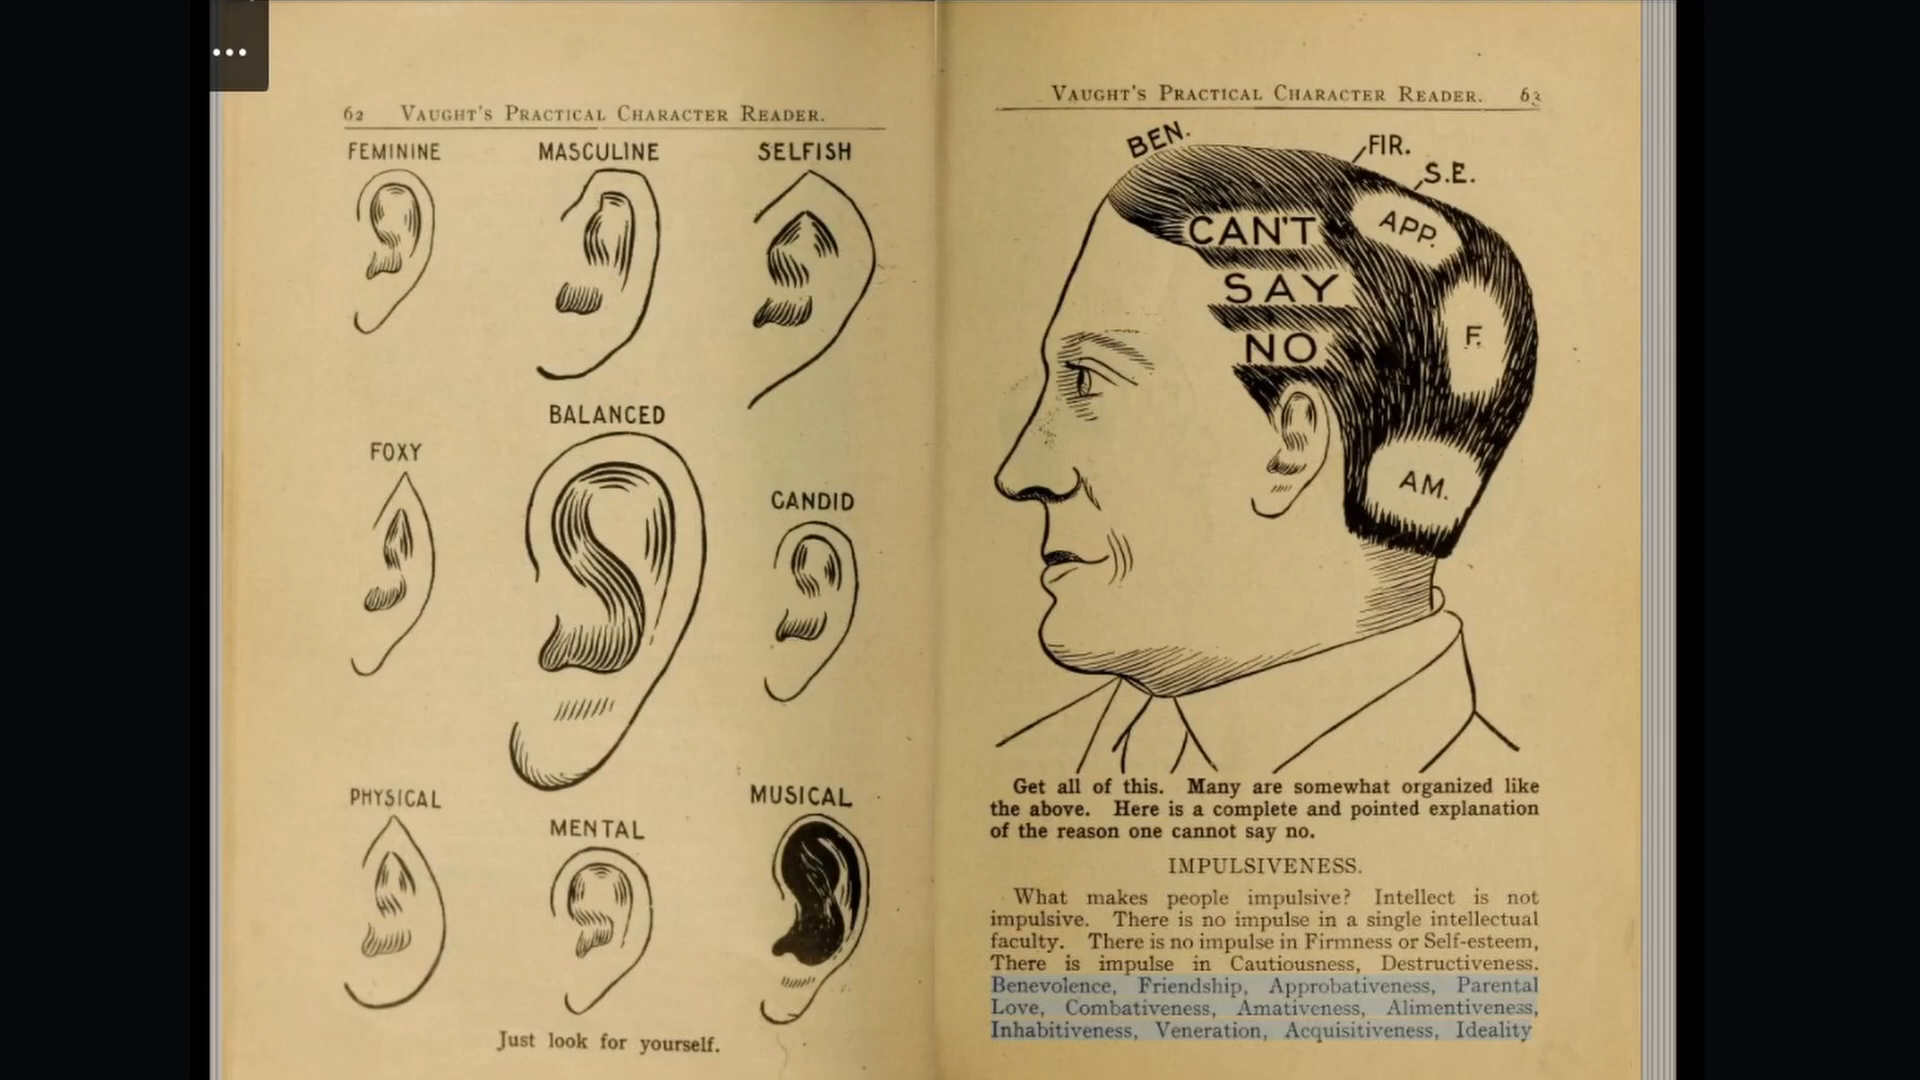 62 VAUGHT'S PRACTICAL CHARACTER READER.
FEMININE
MASCULINE
SELFISH
BALANCED
FOXY
CANDID
PHYSICAL
MENTAL
MUSICAL
Just look for yourself.
VAUGHT'S PRACTICAL CHARACTER READER. 63
BEN.
FIR.
S.E.
APP.
CAN'T
SAY
NO
F.
AM.
Get all of this. Many are somewhat organized like
the above. Here is a complete and pointed explanation
of the reason one cannot say no.
IMPULSIVENESS.
What makes people impulsive? Intellect is not
impulsive. There is no impulse in a single intellectual
faculty. There is no impulse in Firmness or Self-esteem,
There is impulse in Cautiousness, Destructiveness.
Benevolence, Friendship, Approbativeness, Parental
Love, Combativeness, Amativeness, Alimentiveness,
Inhabitiveness, Veneration, Acquisitiveness, Ideality